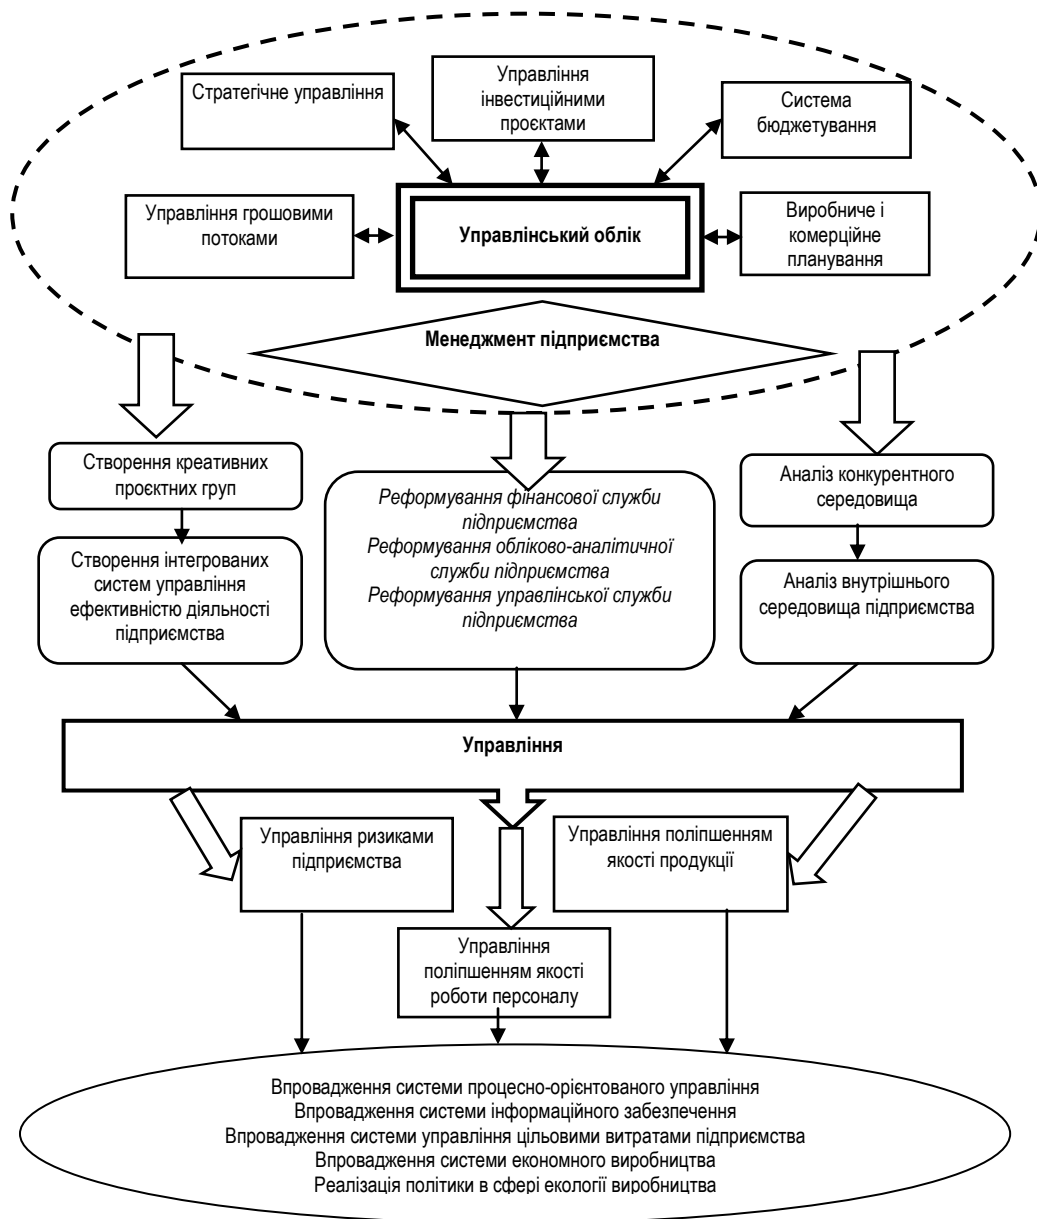 Стратегічне управління
Управління
інвестиційними
проєктами
Система
бюджетування
Управління грошовими
потоками
Управлінський облік
Виробниче і
комерційне
планування
Менеджмент підприємства
Створення креативних
проєктних груп
Створення інтегрованих
систем управління
ефективністю діяльності
підприємства
Реформування фінансової служби
підприємства
Реформування обліково-аналітичної
служби підприємства
Реформування управлінської служби
підприємства
Аналіз конкурентного
середовища
Аналіз внутрішнього
середовища підприємства
Управління
Управління ризиками
підприємства
Управління поліпшенням
якості продукції
Управління
поліпшенням якості
роботи персоналу
Впровадження системи процесно-орієнтованого управління
Впровадження системи інформаційного забезпечення
Впровадження системи управління цільовими витратами підприємства
Впровадження системи економного виробництва
Реалізація політики в сфері екології виробництва